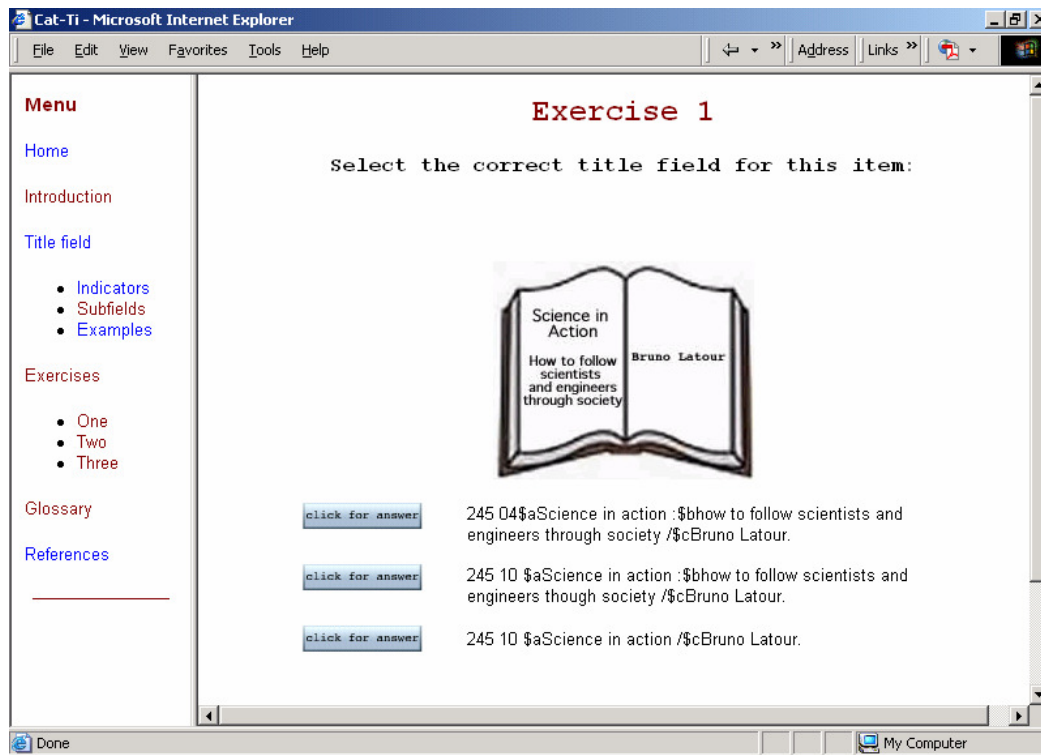 Cat-Ti - Microsoft Internet Explorer
File Edit View Favorites Tools Help
» Address Links »
Menu
Home
Introduction
Title field
• Indicators
• Subfields
• Examples
Exercises
• One
• Two
• Three
Glossary
References
Exercise 1
Select the correct title field for this item:
Science in
Action
How to follow
scientists
and engineers
through society
Bruno Latour
click for answer
245 04$aScience in action :$bhow to follow scientists and
engineers through society /$cBruno Latour.
click for answer
245 10 $aScience in action :$bhow to follow scientists and
engineers though society /$cBruno Latour.
click for answer
245 10 $aScience in action /$cBruno Latour.
Done
My Computer